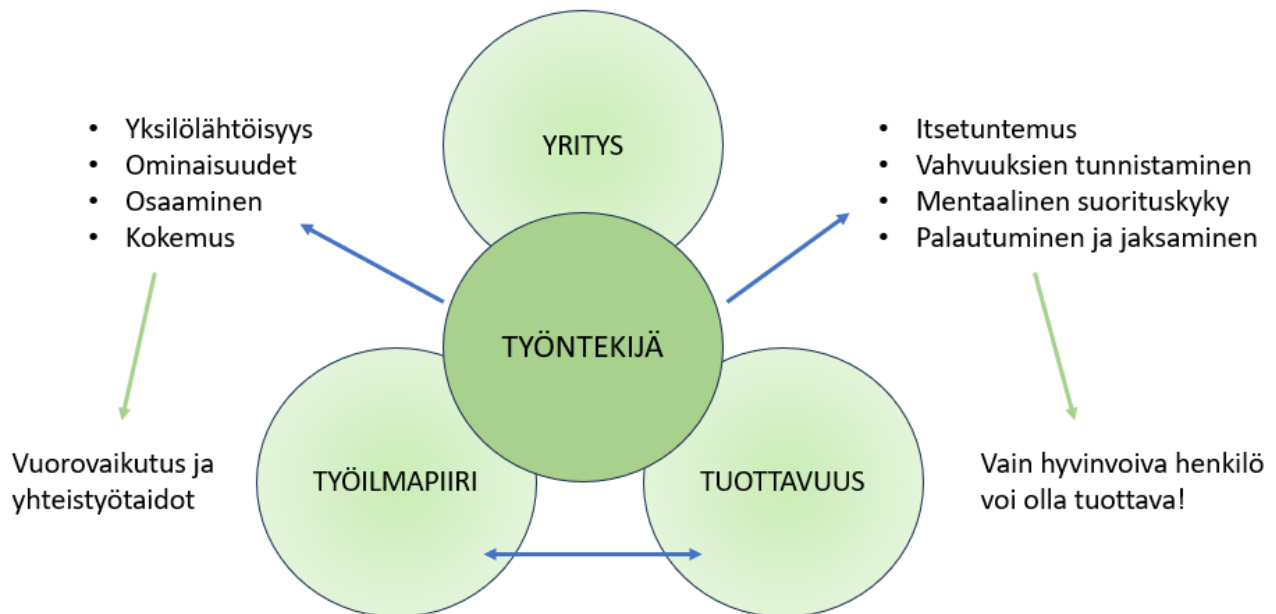 YRITYS
• Yksilölähtöisyys
• Ominaisuudet
• Osaaminen
• Kokemus
• Itsetuntemus
• Vahvuuksien tunnistaminen
• Mentaalinen suorituskyky
• Palautuminen ja jaksaminen
TYÖNTEKIJÄ
Vuorovaikutus ja
yhteistyötaidot
TYÖILMAPIIRI
TUOTTAVUUS
Vain hyvinvoiva henkilö
voi olla tuottava!